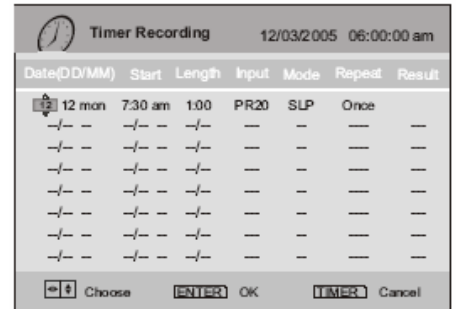 Timer Recording 12/03/2005 06:00:00 am
Date(DD/MM) Start Length Input Mode Repeat Result
12 12 mon 7:30 am 1:00 PR20 SLP Once
--/-- -- --/-- --/-- --- -- ---- ---
--/-- -- --/-- --/-- --- -- ---- ---
--/-- -- --/-- --/-- --- -- ---- ---
--/-- -- --/-- --/-- --- -- ---- ---
--/-- -- --/-- --/-- --- -- ---- ---
--/-- -- --/-- --/-- --- -- ---- ---
--/-- -- --/-- --/-- --- -- ---- ---
Choose ENTER OK TIMER Cancel